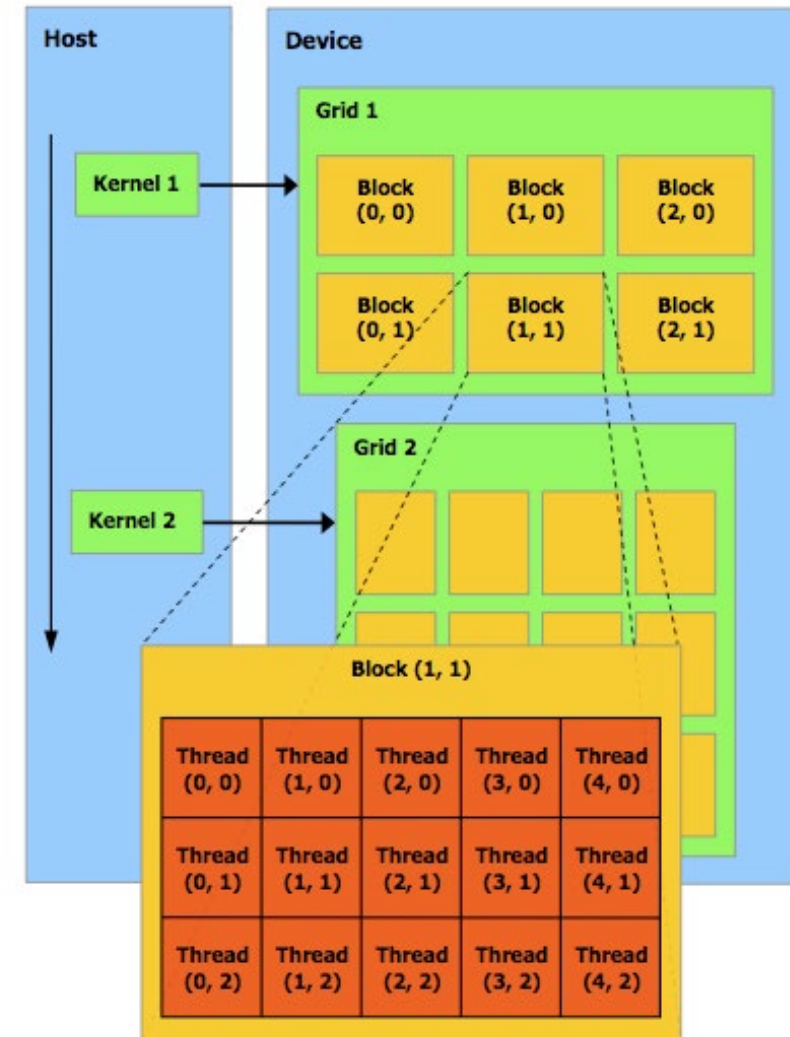 Host
Device
Grid 1
Kernel 1
Block
(0, 0)
Block
(1, 0)
Block
(2, 0)
Block
(0, 1)
Block
(1, 1)
Block
(2, 1)
Grid 2
Kernel 2
Block (1, 1)
Thread
(0, 0)
Thread
(1, 0)
Thread
(2, 0)
Thread
(3, 0)
Thread
(4, 0)
Thread
(0, 1)
Thread
(1, 1)
Thread
(2, 1)
Thread
(3, 1)
Thread
(4, 1)
Thread
(0, 2)
Thread
(1, 2)
Thread
(2, 2)
Thread
(3, 2)
Thread
(4, 2)